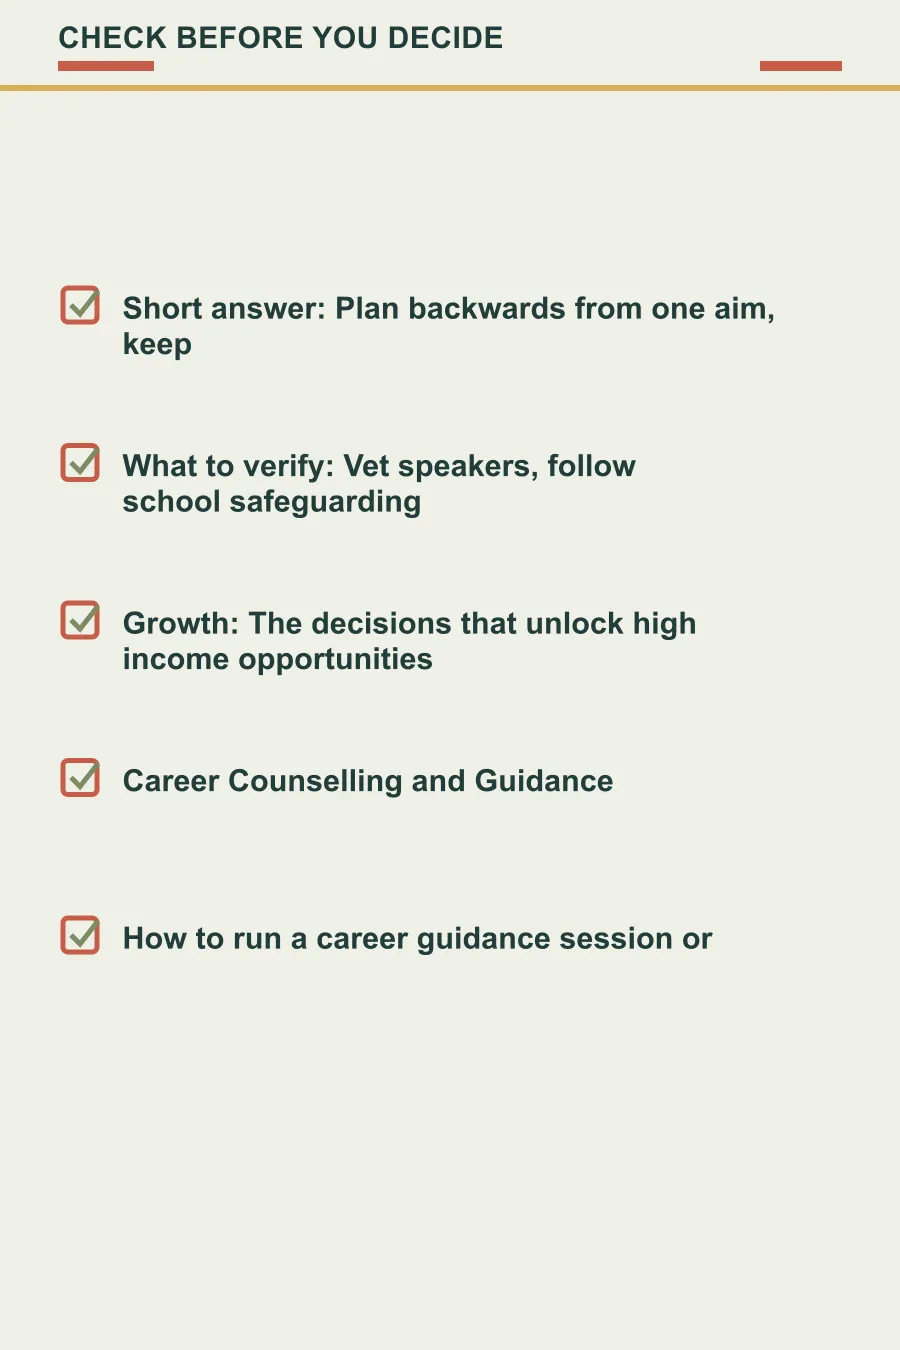 CHECK BEFORE YOU DECIDE
Short answer: Plan backwards from one aim,
keep
What to verify: Vet speakers, follow
school safeguarding
Growth: The decisions that unlock high
income opportunities
Career Counselling and Guidance
How to run a career guidance session or